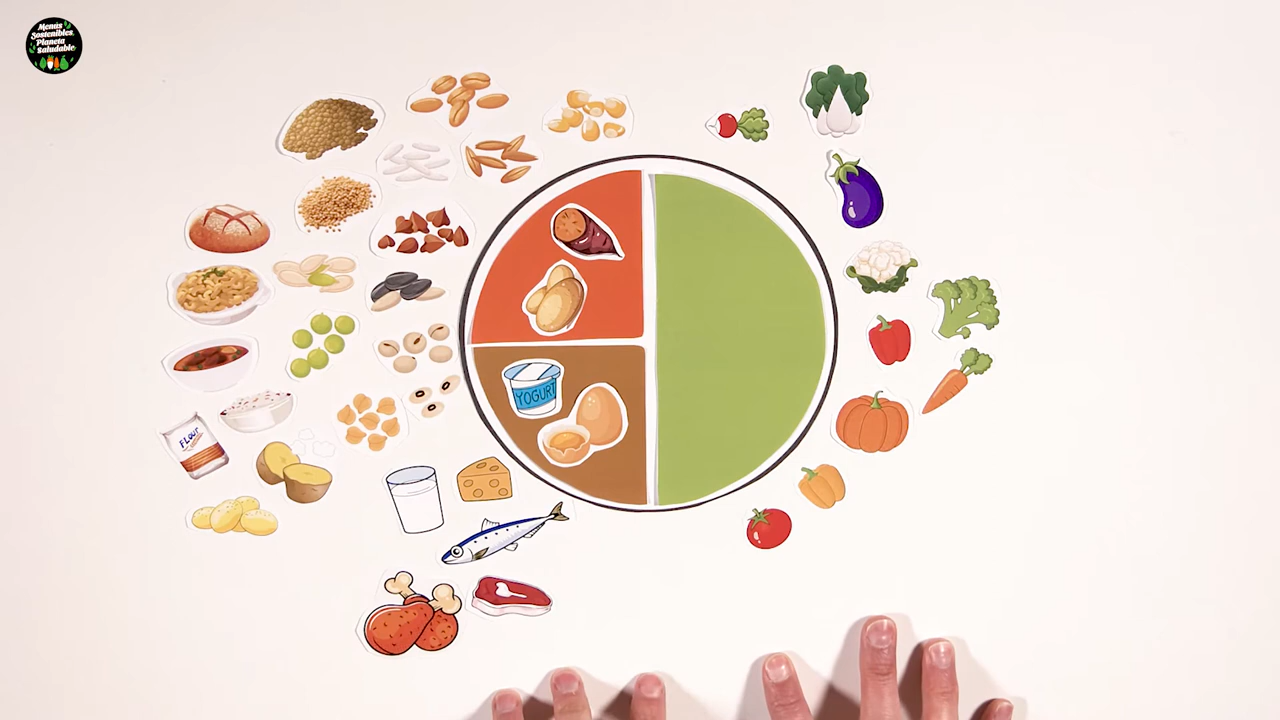 Menús
Sostenibles,
Planeta
Saludable
FLOUR
YOGURT